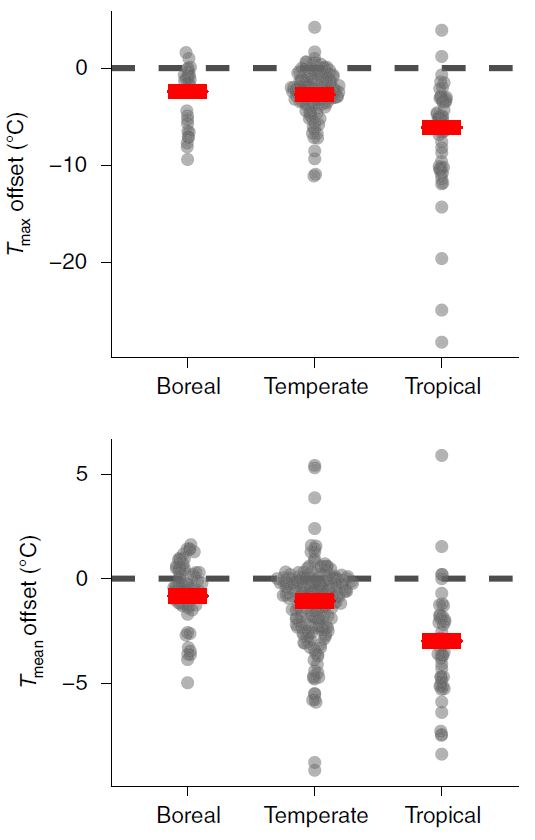 0
−10
−20
Tmax offset (°C)
Boreal Temperate Tropical
5
0
−5
Tmean offset (°C)
Boreal Temperate Tropical